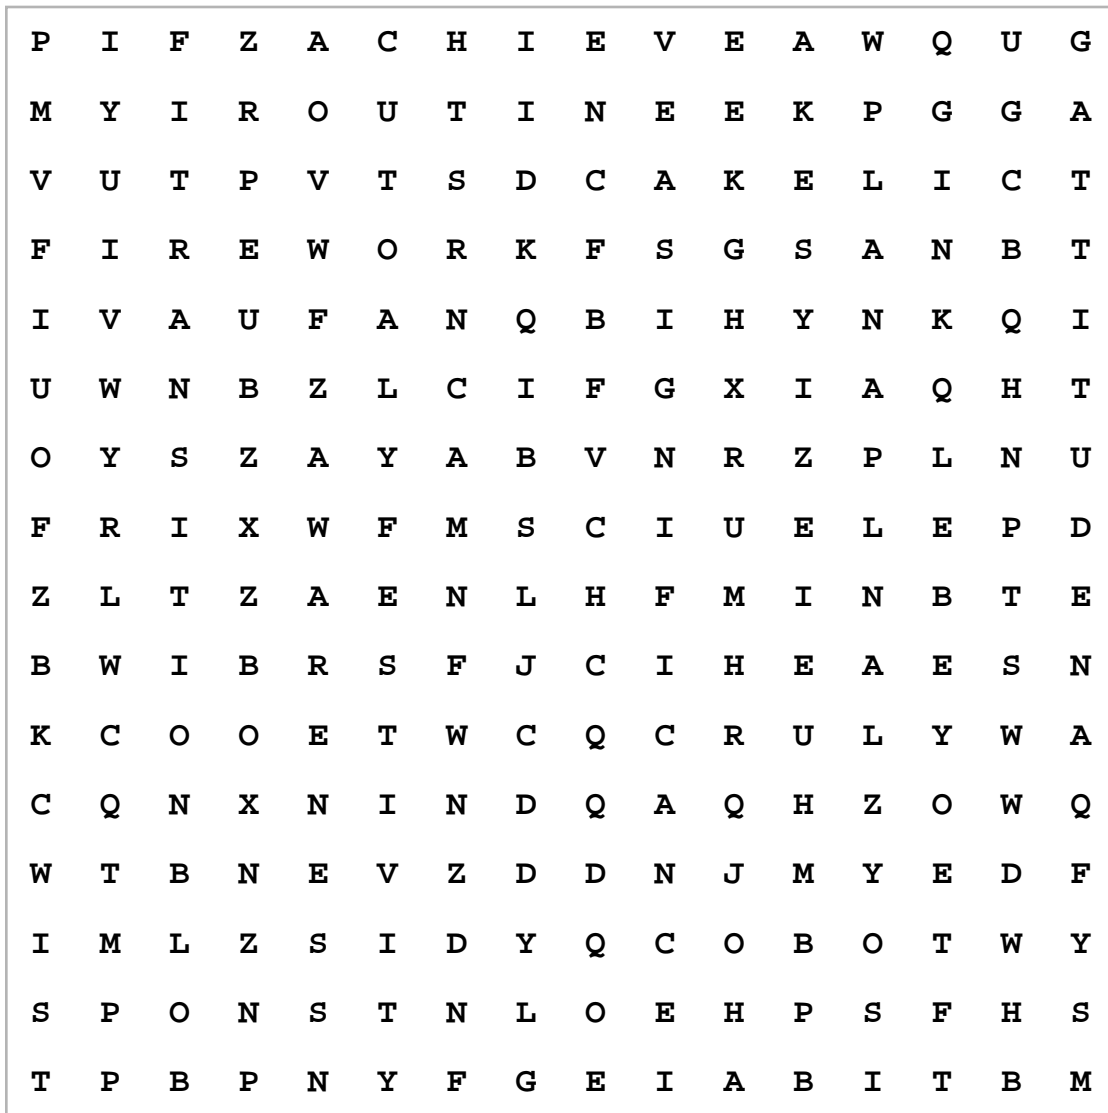 P I F Z A C H I E V E A W Q U G
M Y I R O U T I N E E K P G G A
V U T P V T S D C A K E L I C T
F I R E W O R K F S G S A N B T
I V A U F A N Q B I H Y N K Q I
U W N B Z L C I F G X I A Q H T
O Y S Z A Y A B V N R Z P L N U
F R I X W F M S C I U E L E P D
Z L T Z A E N L H F M I N B T E
B W I B R S F J C I H E A E S N
K C O O E T W C Q C R U L Y W A
C Q N X N I N D Q A Q H Z O W Q
W T B N E V Z D D N J M Y E D F
I M L Z S I D Y Q C O B O T W Y
S P O N S T N L O E H P S F H S
T P B P N Y F G E I A B I T B M